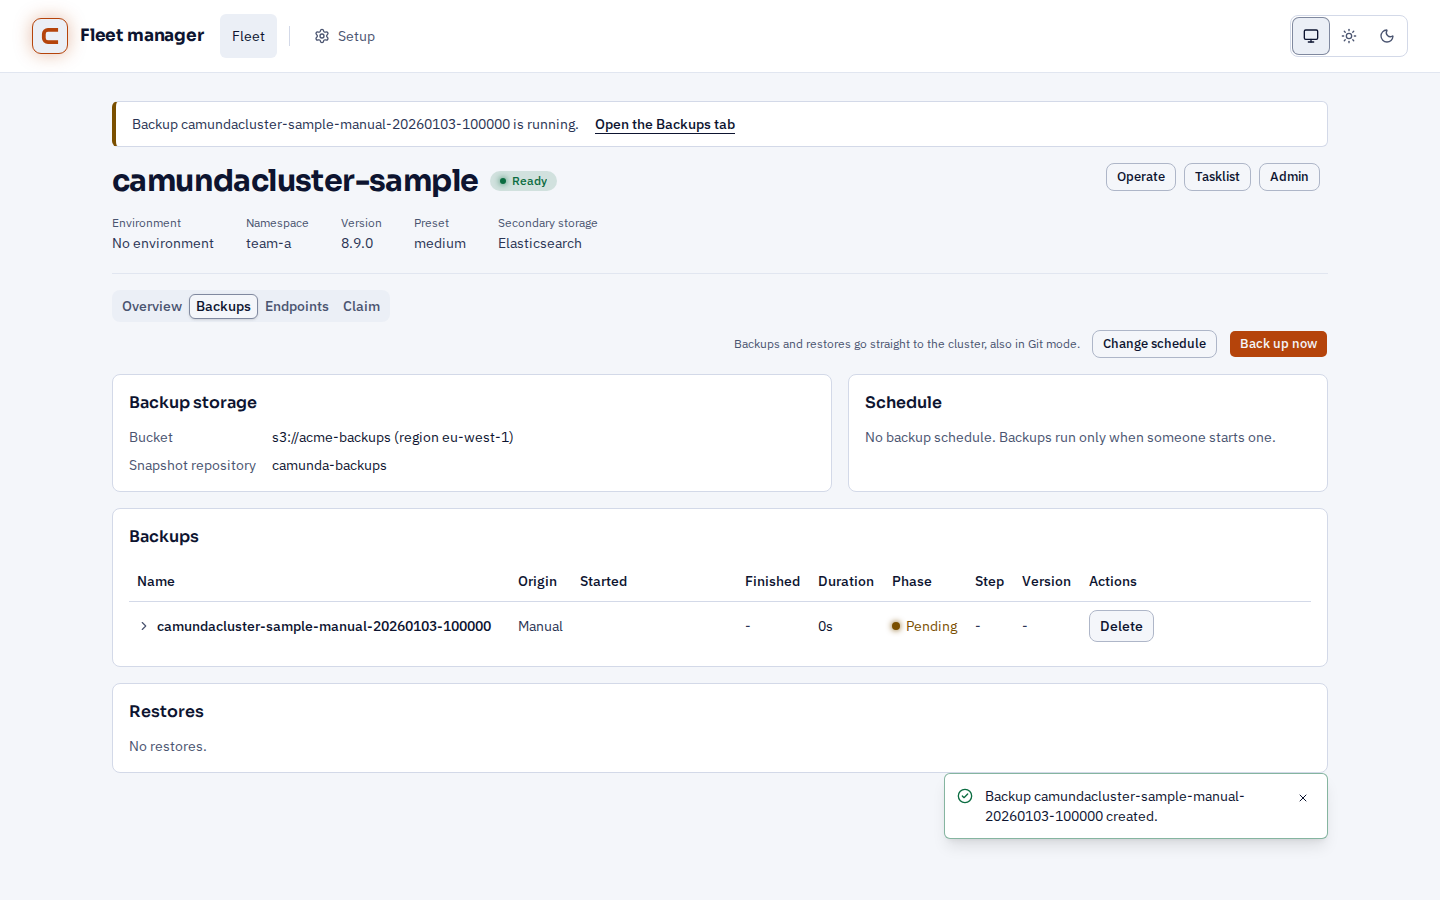 Fleet manager
Fleet
Setup
Backup camundacluster-sample-manual-20260103-100000 is running. Open the Backups tab
camundacluster-sample
Ready
Operate
Tasklist
Admin
Environment Namespace Version Preset Secondary storage
No environment team-a 8.9.0 medium Elasticsearch
Overview Backups Endpoints Claim
Backups and restores go straight to the cluster, also in Git mode. Change schedule Back up now
Backup storage
Bucket s3://acme-backups (region eu-west-1)
Snapshot repository camunda-backups
Schedule
No backup schedule. Backups run only when someone starts one.
Backups
Name Origin Started Finished Duration Phase Step Version Actions
camundacluster-sample-manual-20260103-100000 Manual - 0s Pending - - Delete
Restores
No restores.
Backup camundacluster-sample-manual-
20260103-100000 created.